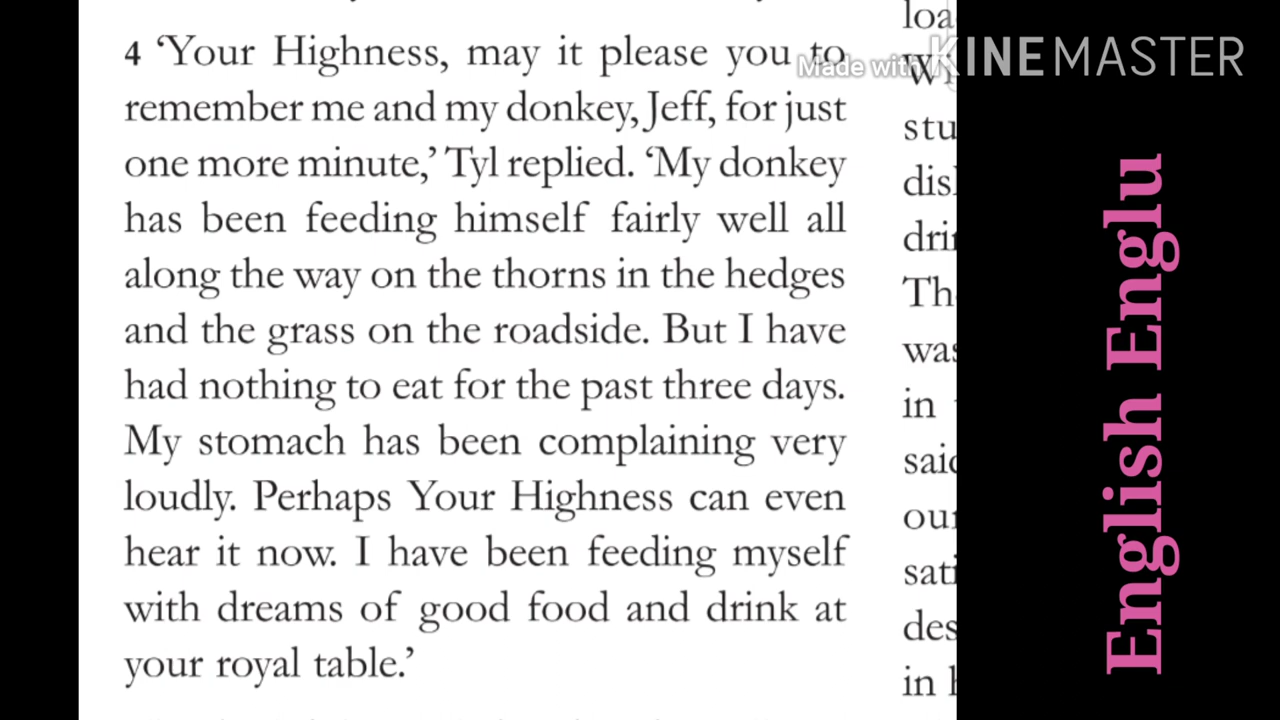 4 ‘Your Highness, may it please you to
remember me and my donkey, Jeff, for just
one more minute,’ Tyl replied. ‘My donkey
has been feeding himself fairly well all
along the way on the thorns in the hedges
and the grass on the roadside. But I have
had nothing to eat for the past three days.
My stomach has been complaining very
loudly. Perhaps Your Highness can even
hear it now. I have been feeding myself
with dreams of good food and drink at
your royal table.’
Made with KINEMASTER
in
English Englu